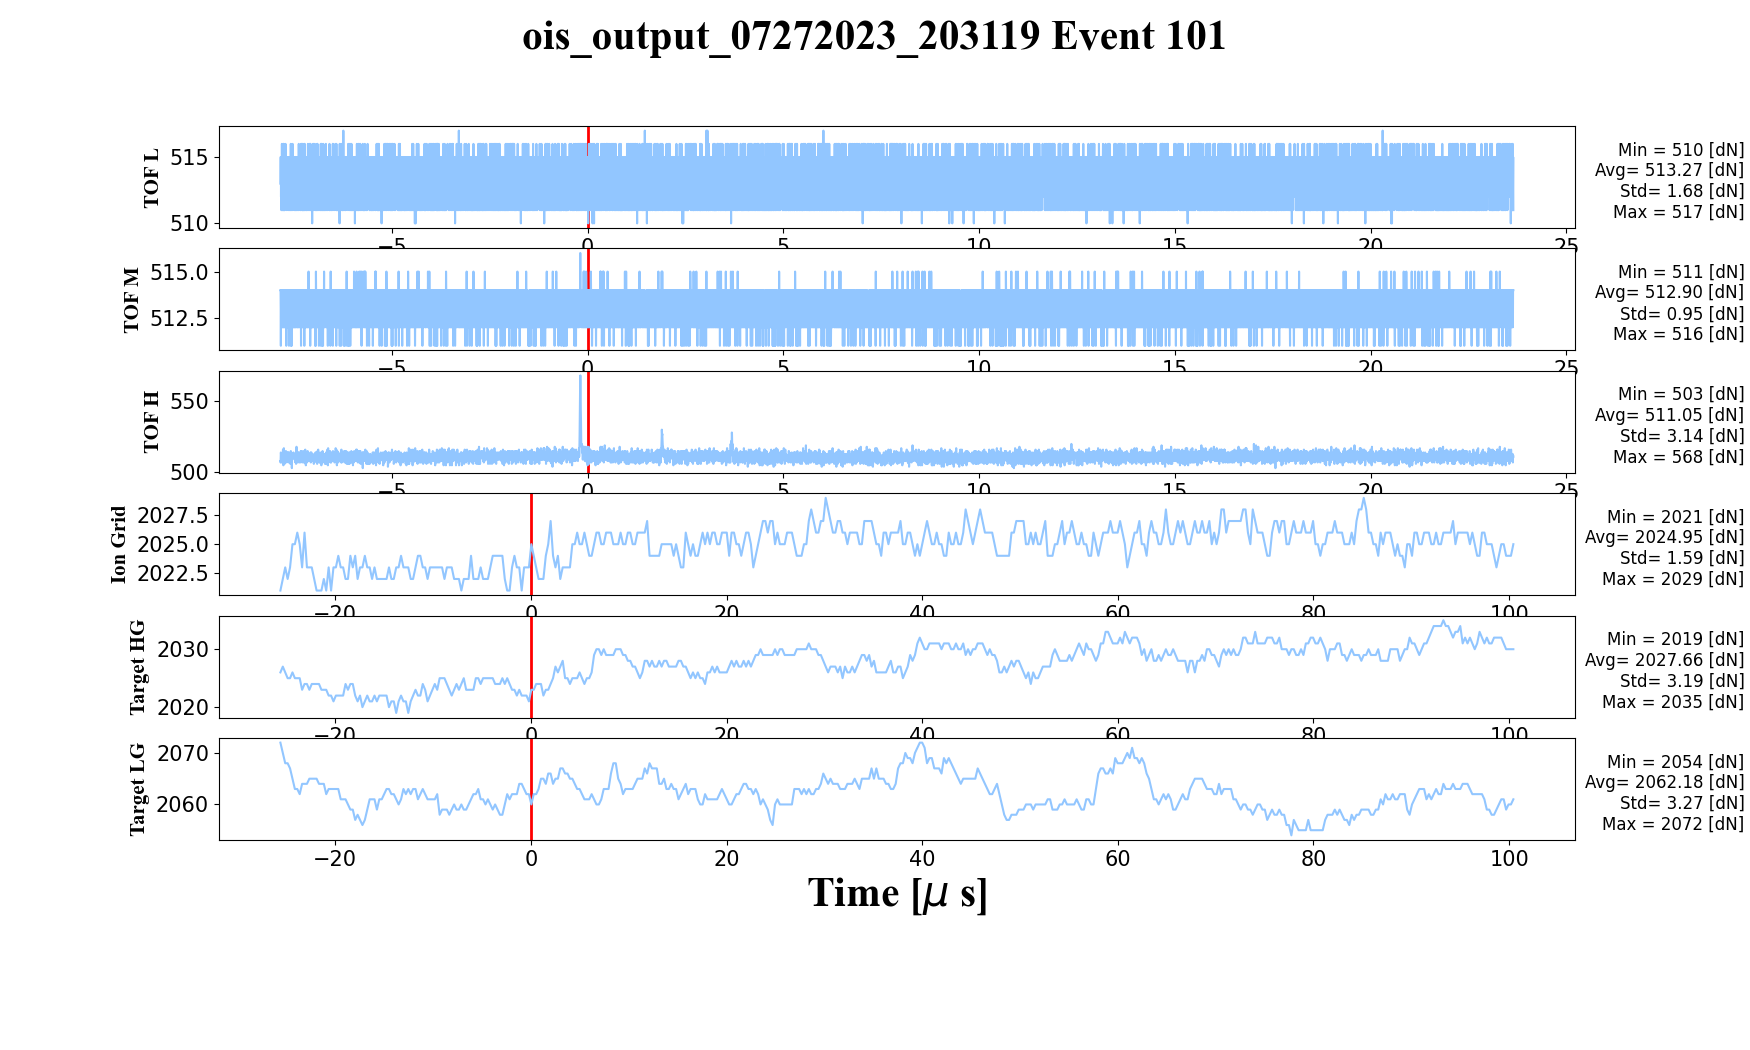 ois_output_07272023_203119 Event 101
TOF L
515
510
−5 0 5 10 15 20 25
Min = 510 [dN]
Avg= 513.27 [dN]
Std= 1.68 [dN]
Max = 517 [dN]
TOF M
515.0
512.5
−5 0 5 10 15 20 25
Min = 511 [dN]
Avg= 512.90 [dN]
Std= 0.95 [dN]
Max = 516 [dN]
TOF H
550
500
−5 0 5 10 15 20 25
Min = 503 [dN]
Avg= 511.05 [dN]
Std= 3.14 [dN]
Max = 568 [dN]
Ion Grid
2027.5
2025.0
2022.5
−20 0 20 40 60 80 100
Min = 2021 [dN]
Avg= 2024.95 [dN]
Std= 1.59 [dN]
Max = 2029 [dN]
Target HG
2030
2020
−20 0 20 40 60 80 100
Min = 2019 [dN]
Avg= 2027.66 [dN]
Std= 3.19 [dN]
Max = 2035 [dN]
Target LG
2070
2060
−20 0 20 40 60 80 100
Min = 2054 [dN]
Avg= 2062.18 [dN]
Std= 3.27 [dN]
Max = 2072 [dN]
Time [μ s]